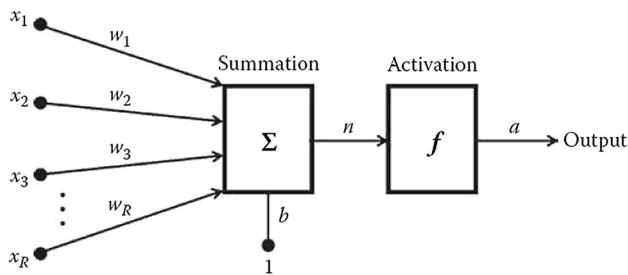 x1
w1
Summation
Activation
x2
w2
Σ
n
f
a
Output
x3
w3
wR
b
xR
1